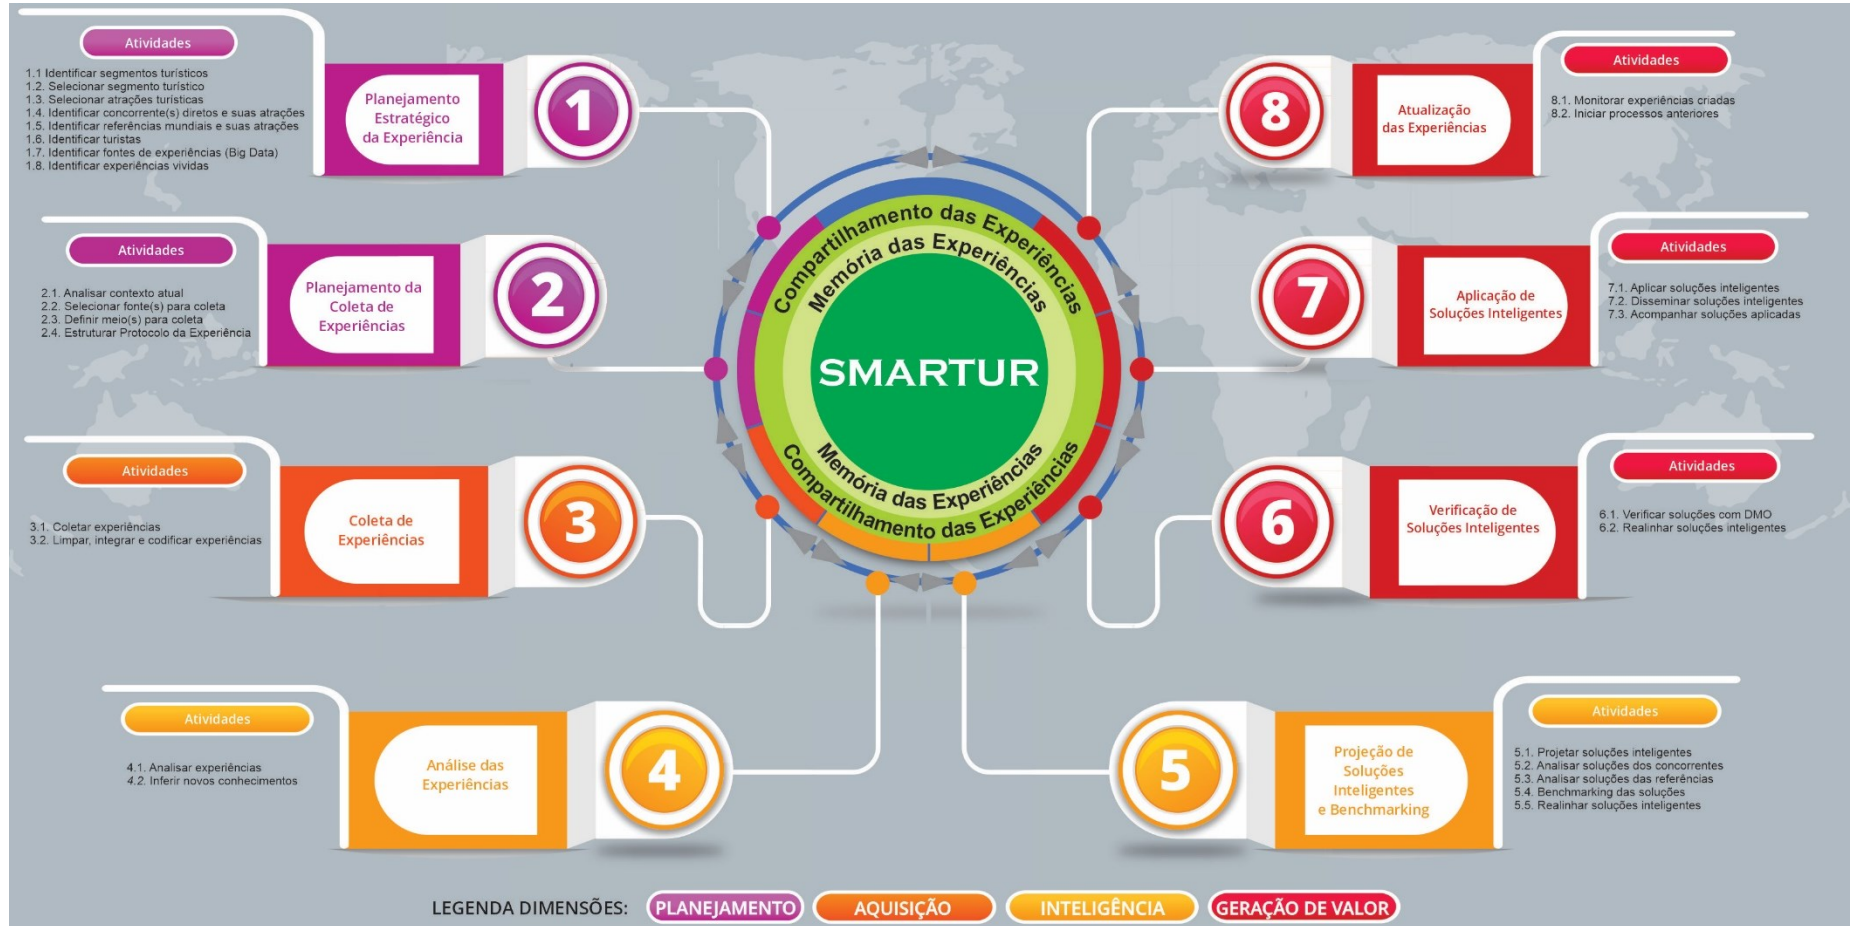 Atividades
1.1 Identificar segmentos turísticos
1.2. Selecionar segmento turístico
1.3. Selecionar atrações turísticas
1.4. Identificar concorrente(s) diretos e suas atrações
1.5. Identificar referências mundiais e suas atrações
1.6. Identificar turistas
1.7. Identificar fontes de experiências (Big Data)
1.8. Identificar experiências vividas
Planejamento
Estratégico
da Experiência
1
Atividades
2.1. Analisar contexto atual
2.2. Selecionar fonte(s) para coleta
2.3. Definir meio(s) para coleta
2.4. Estruturar Protocolo da Experiência
Planejamento da
Coleta de
Experiências
2
Atividades
3.1. Coletar experiências
3.2. Limpar, integrar e codificar experiências
Coleta de
Experiências
3
Atividades
4.1. Analisar experiências
4.2. Inferir novos conhecimentos
Análise das
Experiências
4
Compartilhamento das Experiências
Memória das Experiências
SMARTUR
Memória das Experiências
Compartilhamento das Experiências
8
Atualização
das Experiências
Atividades
8.1. Monitorar experiências criadas
8.2. Iniciar processos anteriores
7
Aplicação de
Soluções Inteligentes
Atividades
7.1. Aplicar soluções inteligentes
7.2. Disseminar soluções inteligentes
7.3. Acompanhar soluções aplicadas
6
Verificação de
Soluções Inteligentes
Atividades
6.1. Verificar soluções com DMO
6.2. Realinhar soluções inteligentes
5
Projeção de
Soluções
Inteligentes
e Benchmarking
Atividades
5.1. Projetar soluções inteligentes
5.2. Analisar soluções dos concorrentes
5.3. Analisar soluções das referências
5.4. Benchmarking das soluções
5.5. Realinhar soluções inteligentes
LEGENDA DIMENSÕES: PLANEJAMENTO AQUISIÇÃO INTELIGÊNCIA GERAÇÃO DE VALOR